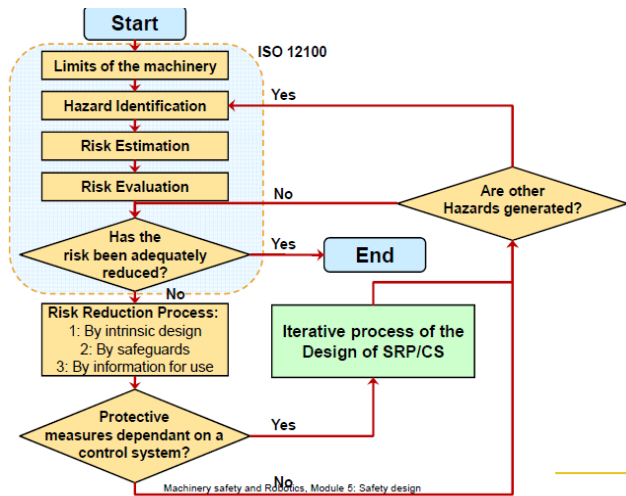 Start
ISO 12100
Limits of the machinery
Hazard Identification
Yes
Risk Estimation
Risk Evaluation
No
Are other
Hazards generated?
Has the
risk been adequately
reduced?
Yes
End
No
Risk Reduction Process:
1: By intrinsic design
2: By safeguards
3: By information for use
Iterative process of the
Design of SRP/CS
Protective
measures dependant on a
control system?
Yes
No
Machinery safety and Robotics, Module 5: Safety design